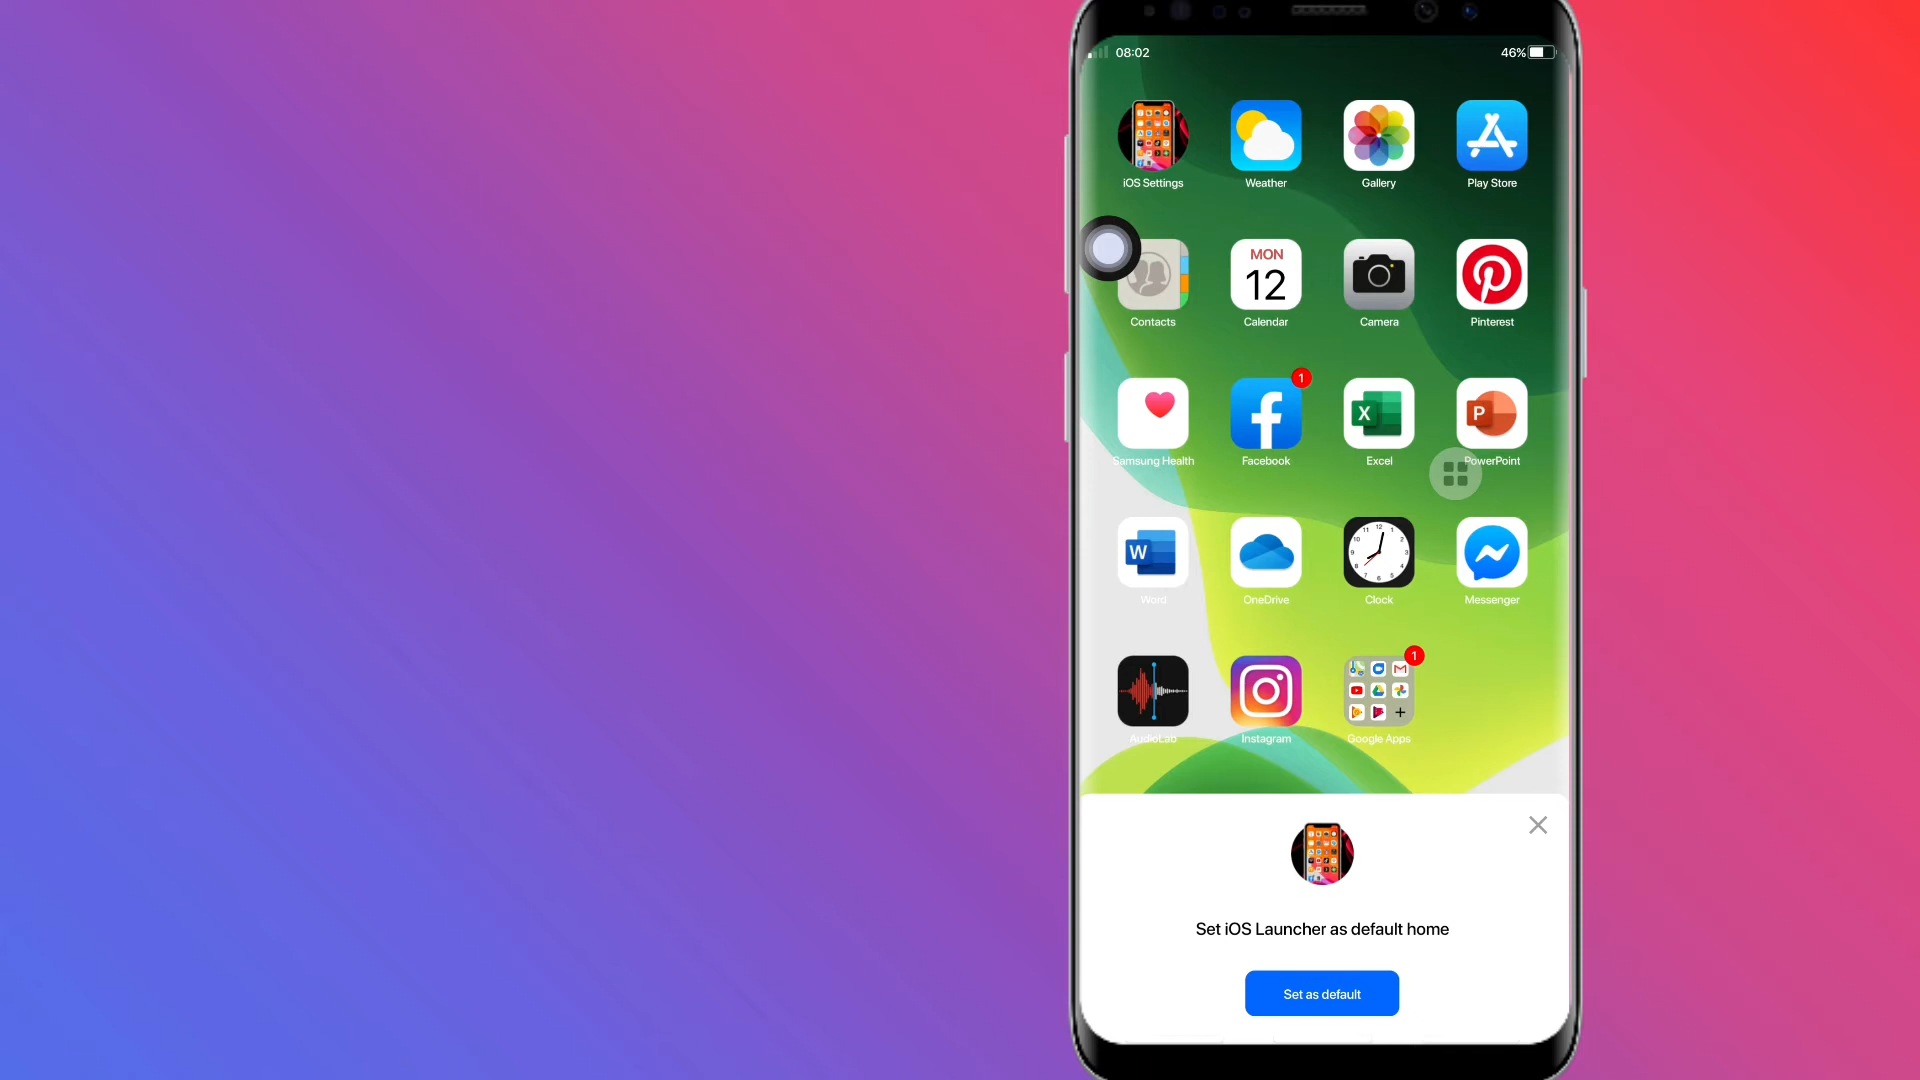 08:02
46%
iOS Settings
Weather
Gallery
Play Store
MON
12
Contacts
Calendar
Camera
Pinterest
1
X
P
Samsung Health
Facebook
Excel
PowerPoint
W
Word
OneDrive
Clock
Messenger
1
AudioLab
Instagram
Google Apps
Set iOS Launcher as default home
Set as default